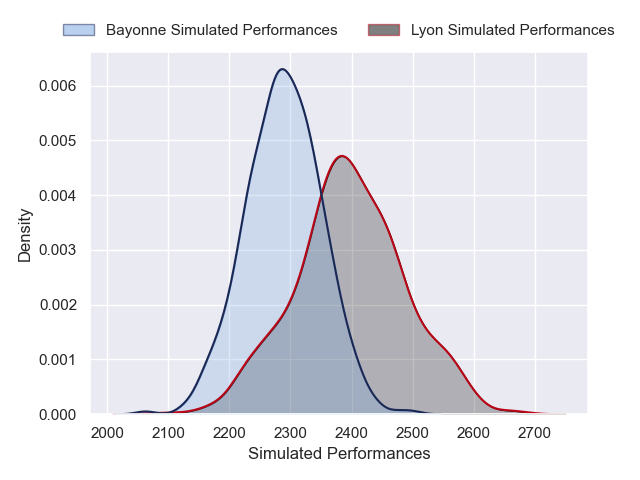 Bayonne Simulated Performances Lyon Simulated Performances
0.006
0.005
0.004
0.003
0.002
0.001
0.000
Density
2000 2100 2200 2300 2400 2500 2600 2700
Simulated Performances